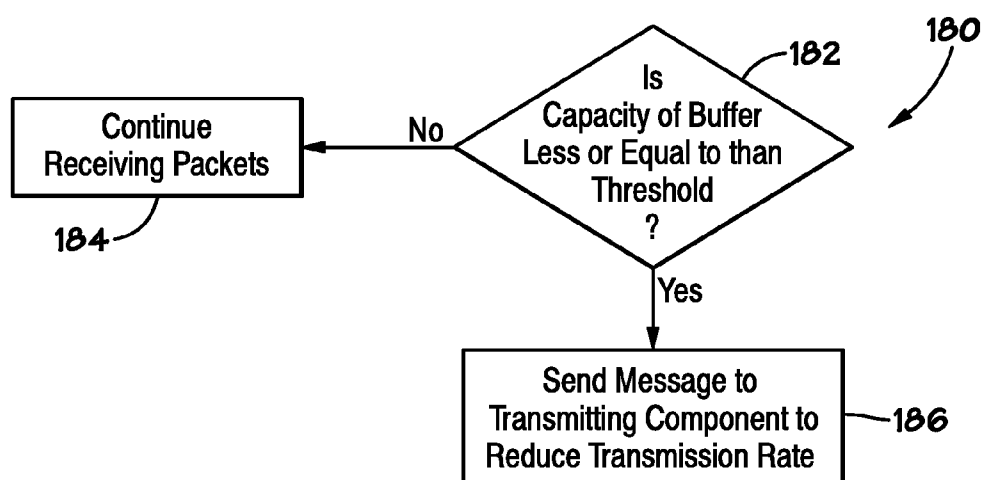 180
182
Is
Capacity of Buffer
Less or Equal to than
Threshold
?
No
Continue
Receiving Packets
184
Yes
Send Message to
Transmitting Component to
Reduce Transmission Rate
186